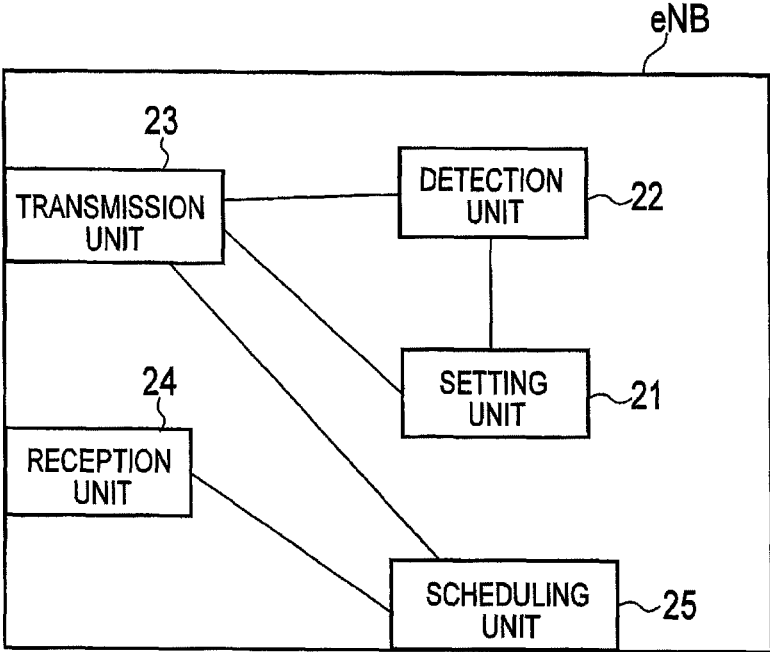 eNB
23
TRANSMISSION
UNIT
DETECTION
UNIT
22
SETTING
UNIT
21
24
RECEPTION
UNIT
SCHEDULING
UNIT
25